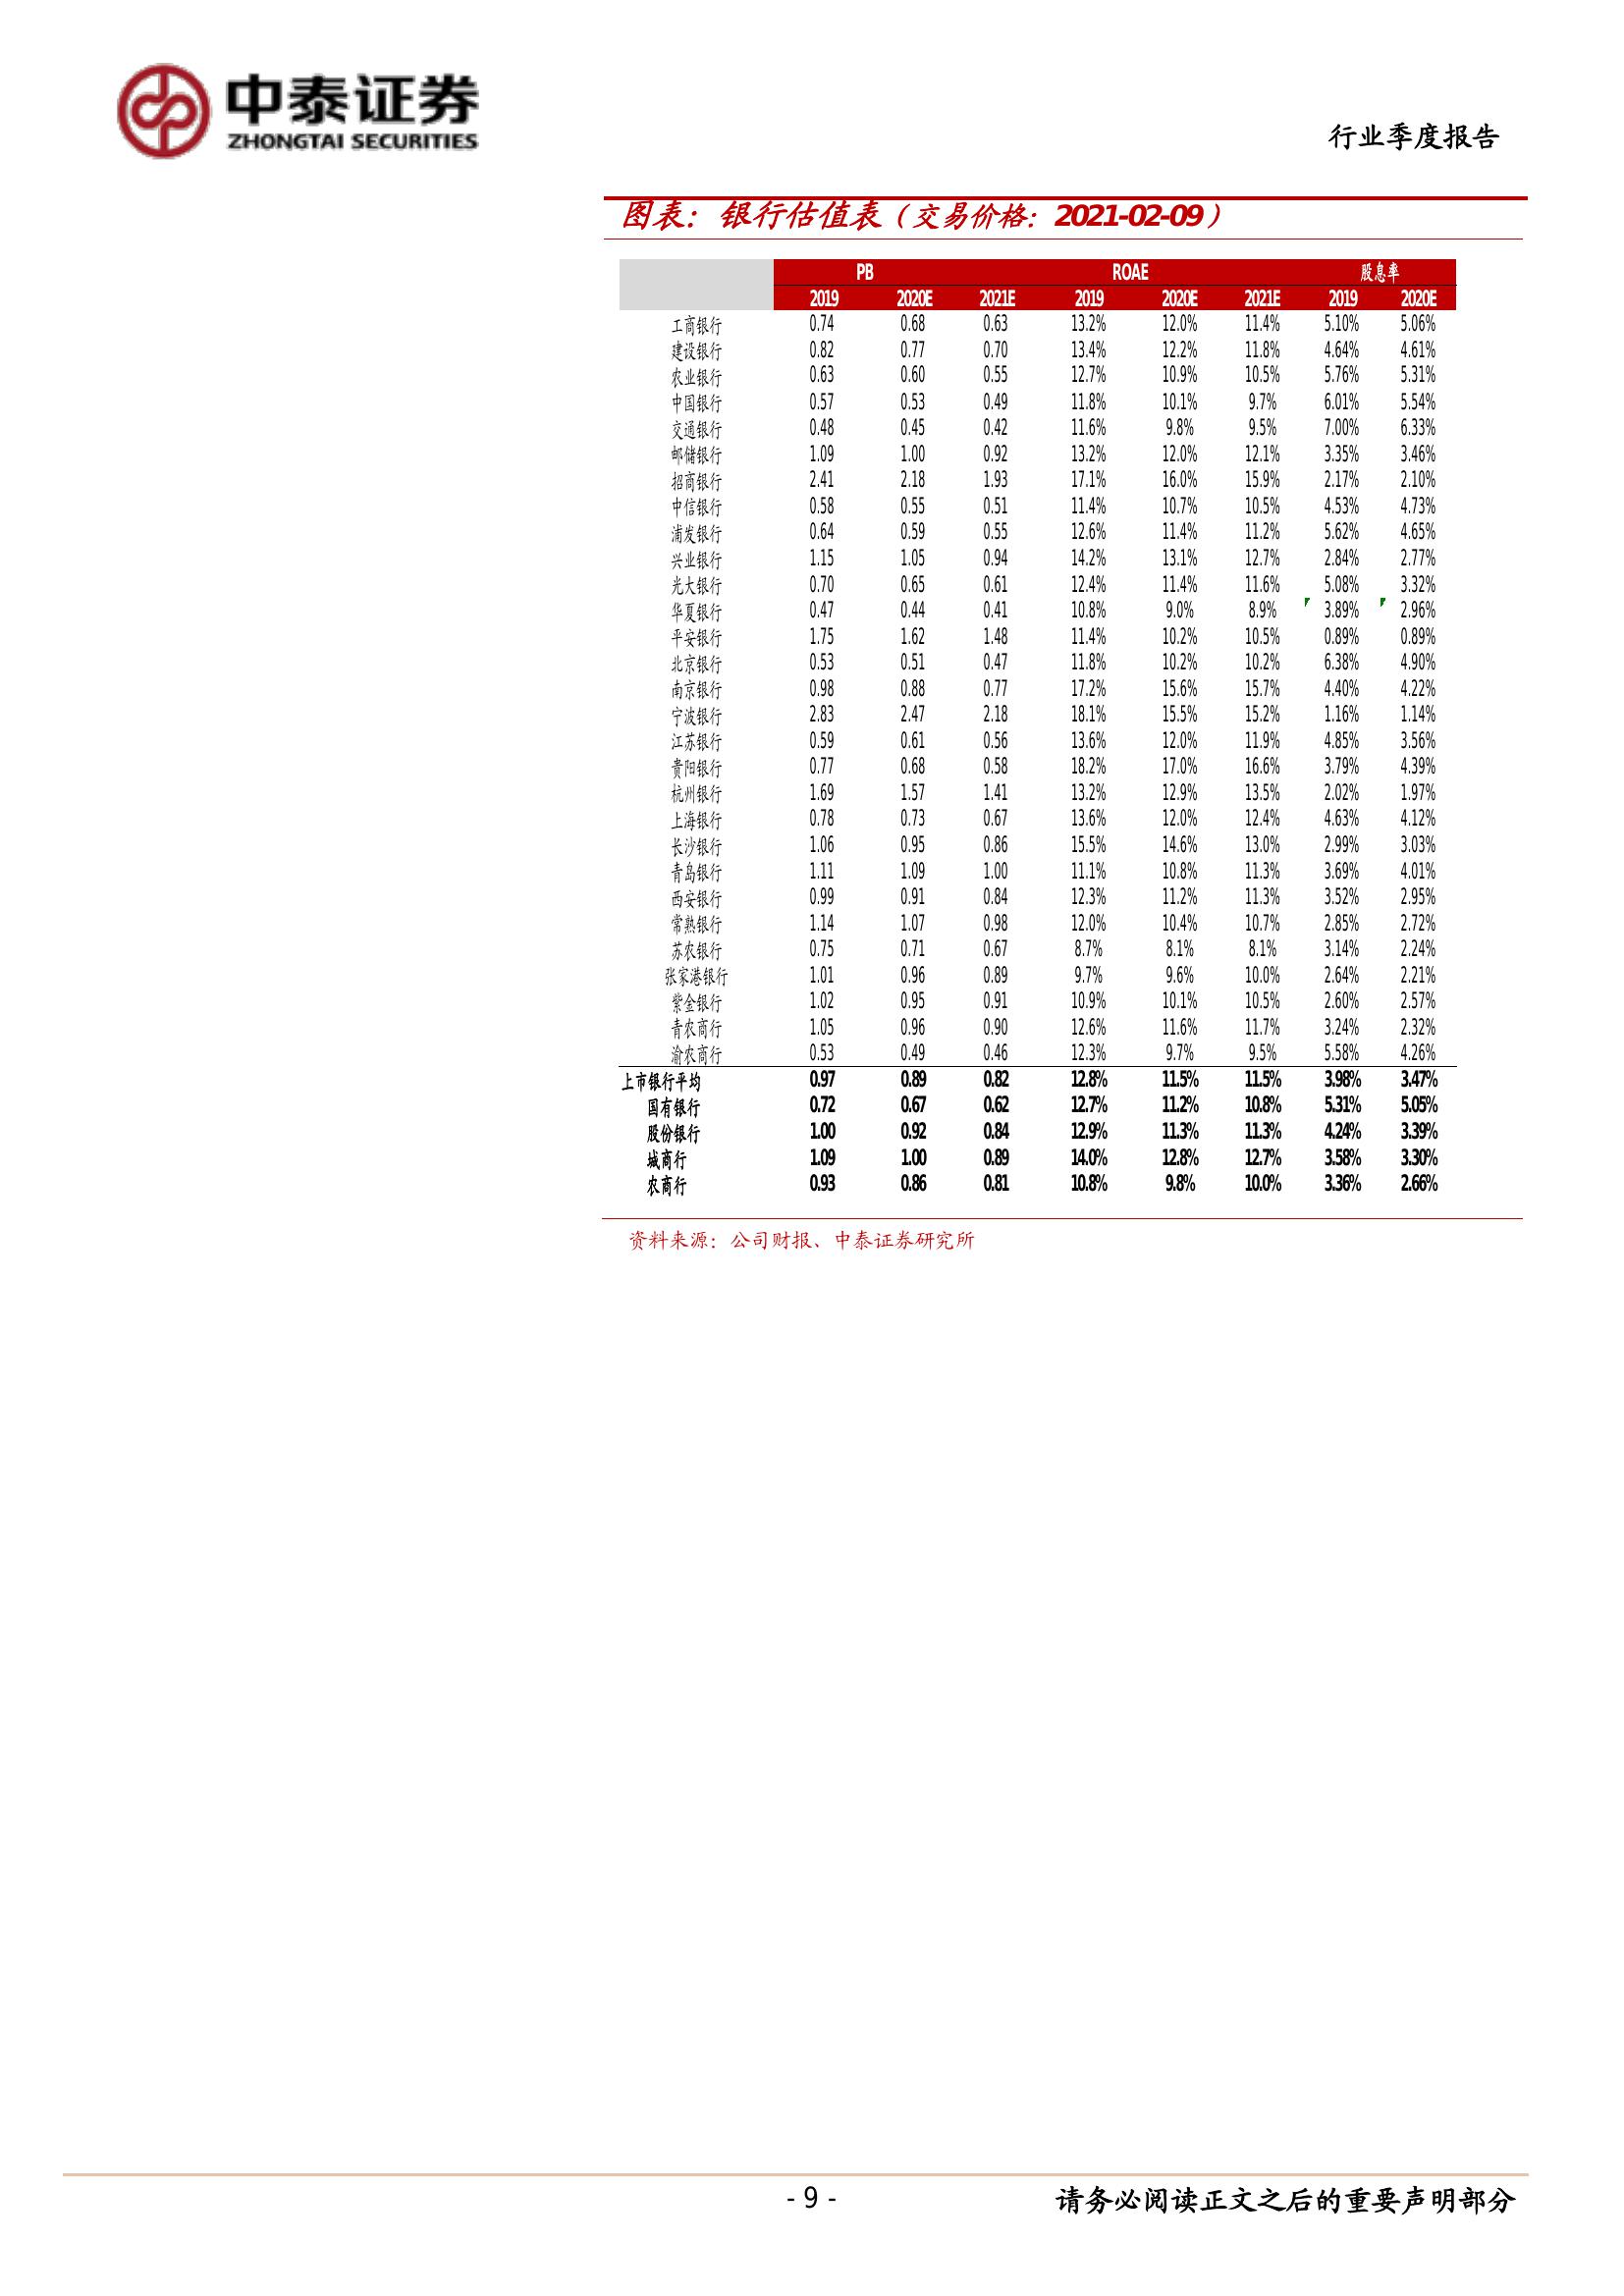 中泰证券
ZHONGTAI SECURITIES
行业季度报告
图表：银行估值表（交易价格：2021-02-09）
PB ROAE 股息率
2019 2020E 2021E 2019 2020E 2021E 2019 2020E
工商银行 0.74 0.68 0.63 13.2% 12.0% 11.4% 5.10% 5.06%
建设银行 0.82 0.77 0.70 13.4% 12.2% 11.8% 4.64% 4.61%
农业银行 0.63 0.60 0.55 12.7% 10.9% 10.5% 5.76% 5.31%
中国银行 0.57 0.53 0.49 11.8% 10.1% 9.7% 6.01% 5.54%
交通银行 0.48 0.45 0.42 11.6% 9.8% 9.5% 7.00% 6.33%
邮储银行 1.09 1.00 0.92 13.2% 12.0% 12.1% 3.35% 3.46%
招商银行 2.41 2.18 1.93 17.1% 16.0% 15.9% 2.17% 2.10%
中信银行 0.58 0.55 0.51 11.4% 10.7% 10.5% 4.53% 4.73%
浦发银行 0.64 0.59 0.55 12.6% 11.4% 11.2% 5.62% 4.65%
兴业银行 1.15 1.05 0.94 14.2% 13.1% 12.7% 2.84% 2.77%
光大银行 0.70 0.65 0.61 12.4% 11.4% 11.6% 5.08% 3.32%
华夏银行 0.47 0.44 0.41 10.8% 9.0% 8.9% 3.89% 2.96%
平安银行 1.75 1.62 1.48 11.4% 10.2% 10.5% 0.89% 0.89%
北京银行 0.53 0.51 0.47 11.8% 10.2% 10.2% 6.38% 4.90%
南京银行 0.98 0.88 0.77 17.2% 15.6% 15.7% 4.40% 4.22%
宁波银行 2.83 2.47 2.18 18.1% 15.5% 15.2% 1.16% 1.14%
江苏银行 0.59 0.61 0.56 13.6% 12.0% 11.9% 4.85% 3.56%
贵阳银行 0.77 0.68 0.58 18.2% 17.0% 16.6% 3.79% 4.39%
杭州银行 1.69 1.57 1.41 13.2% 12.9% 13.5% 2.02% 1.97%
上海银行 0.78 0.73 0.67 13.6% 12.0% 12.4% 4.63% 4.12%
长沙银行 1.06 0.95 0.86 15.5% 14.6% 13.0% 2.99% 3.03%
青岛银行 1.11 1.09 1.00 11.1% 10.8% 11.3% 3.69% 4.01%
西安银行 0.99 0.91 0.84 12.3% 11.2% 11.3% 3.52% 2.95%
常熟银行 1.14 1.07 0.98 12.0% 10.4% 10.7% 2.85% 2.72%
苏农银行 0.75 0.71 0.67 8.7% 8.1% 8.1% 3.14% 2.24%
张家港银行 1.01 0.96 0.89 9.7% 9.6% 10.0% 2.64% 2.21%
紫金银行 1.02 0.95 0.91 10.9% 10.1% 10.5% 2.60% 2.57%
青农商行 1.05 0.96 0.90 12.6% 11.6% 11.7% 3.24% 2.32%
渝农商行 0.53 0.49 0.46 12.3% 9.7% 9.5% 5.58% 4.26%
上市银行平均 0.97 0.89 0.82 12.8% 11.5% 11.5% 3.98% 3.47%
国有银行 0.72 0.67 0.62 12.7% 11.2% 10.8% 5.31% 5.05%
股份银行 1.00 0.92 0.84 12.9% 11.3% 11.3% 4.24% 3.39%
城商行 1.09 1.00 0.89 14.0% 12.8% 12.7% 3.58% 3.30%
农商行 0.93 0.86 0.81 10.8% 9.8% 10.0% 3.36% 2.66%
资料来源：公司财报、中泰证券研究所
- 9 -
请务必阅读正文之后的重要声明部分